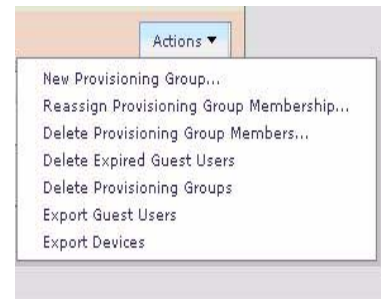 Actions ▼
New Provisioning Group...
Reassign Provisioning Group Membership...
Delete Provisioning Group Members...
Delete Expired Guest Users
Delete Provisioning Groups
Export Guest Users
Export Devices